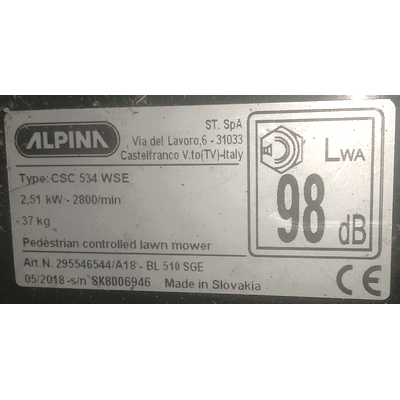 ALPINA
ST. SpA
Via del Lavoro,6 - 31033
Castelfranco V.to(TV)-Italy
Type: CSC 534 WSE
2,51 kW - 2800/min
37 kg
Pedestrian controlled lawn mower
Art.N. 295546544/A18 - BL 510 SGE
05/2018 -s/n SK8006946 Made in Slovakia
LWA
98 dB
CE